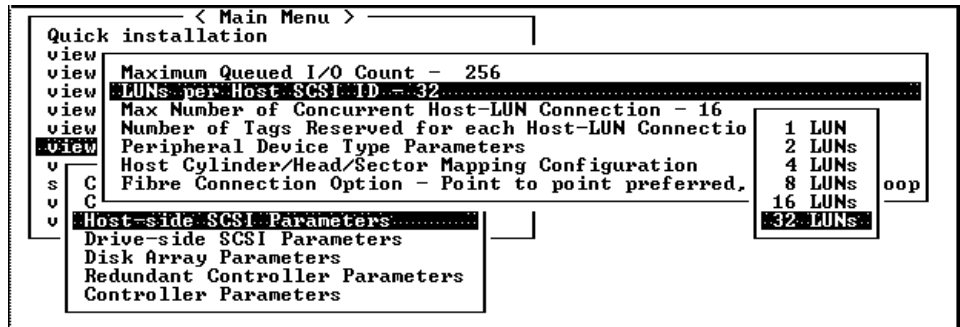 < Main Menu >
Quick installation
view
view Maximum Queued I/O Count - 256
view LUNs per Host SCSI ID - 32
view Max Number of Concurrent Host-LUN Connection - 16
view Number of Tags Reserved for each Host-LUN Connectio 1 LUN
view Peripheral Device Type Parameters 2 LUNs
v Host Cylinder/Head/Sector Mapping Configuration 4 LUNs
s C Fibre Connection Option - Point to point preferred, 8 LUNs oop
v C 16 LUNs
v Host-side SCSI Parameters 32 LUNs
Drive-side SCSI Parameters
Disk Array Parameters
Redundant Controller Parameters
Controller Parameters